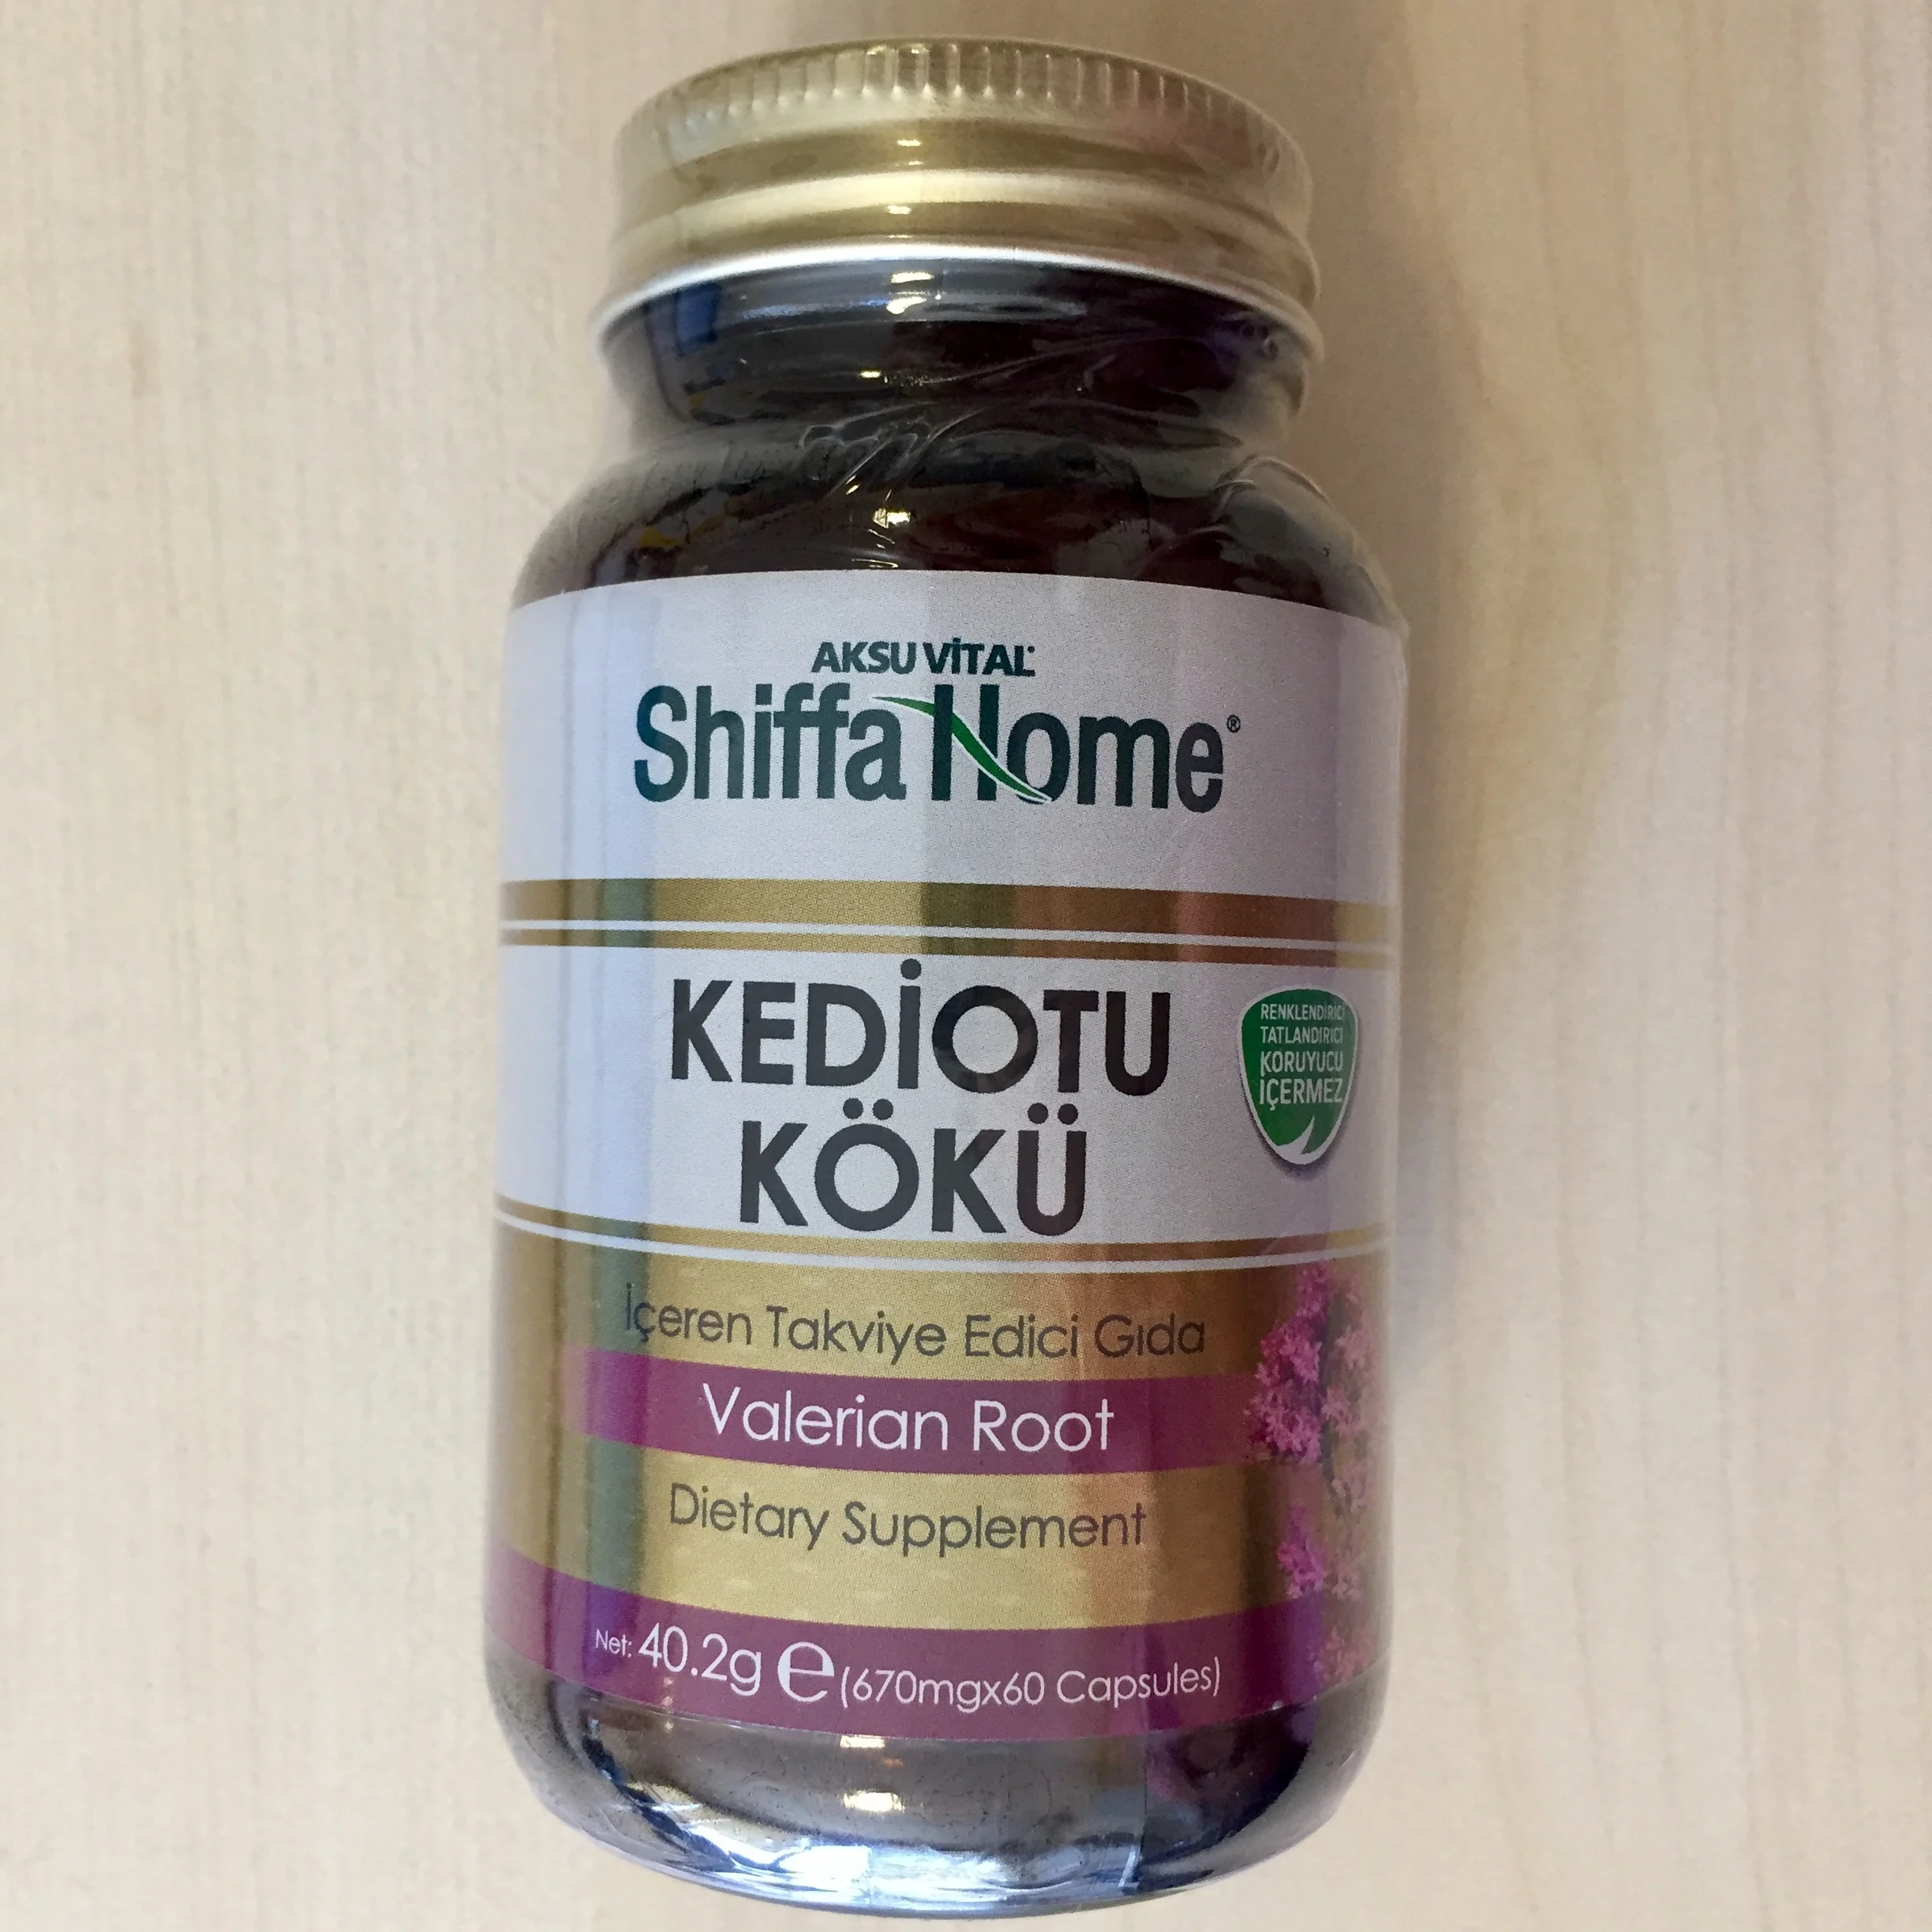 AKSU VİTAL®
Shiffa Home®
KEDİOTU
KÖKÜ
RENKLENDİRİCİ
TATLANDIRICI
KORUYUCU
İÇERMEZ
İçeren Takviye Edici Gıda
Valerian Root
Dietary Supplement
Net: 40.2g ℮ (670mgx60 Capsules)